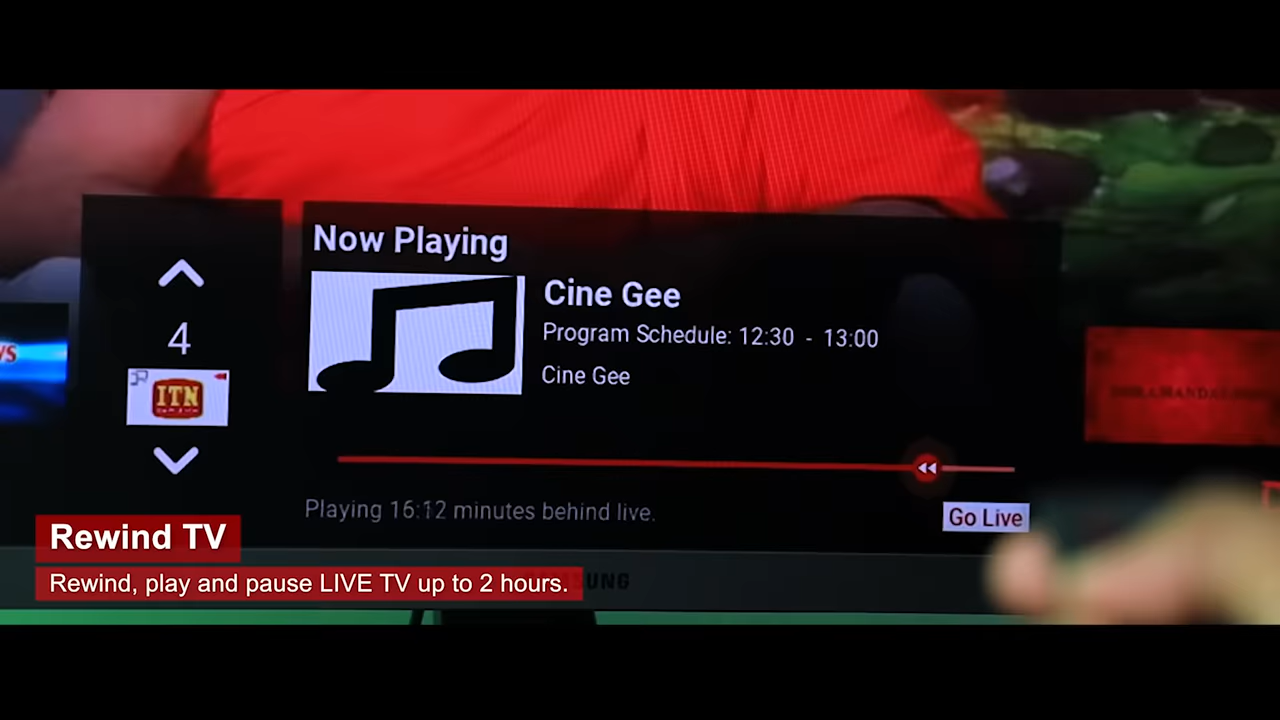 Now Playing
Cine Gee
Program Schedule: 12:30 - 13:00
Cine Gee
4
ITN
Playing 16:12 minutes behind live.
Go Live
Rewind TV
Rewind, play and pause LIVE TV up to 2 hours.